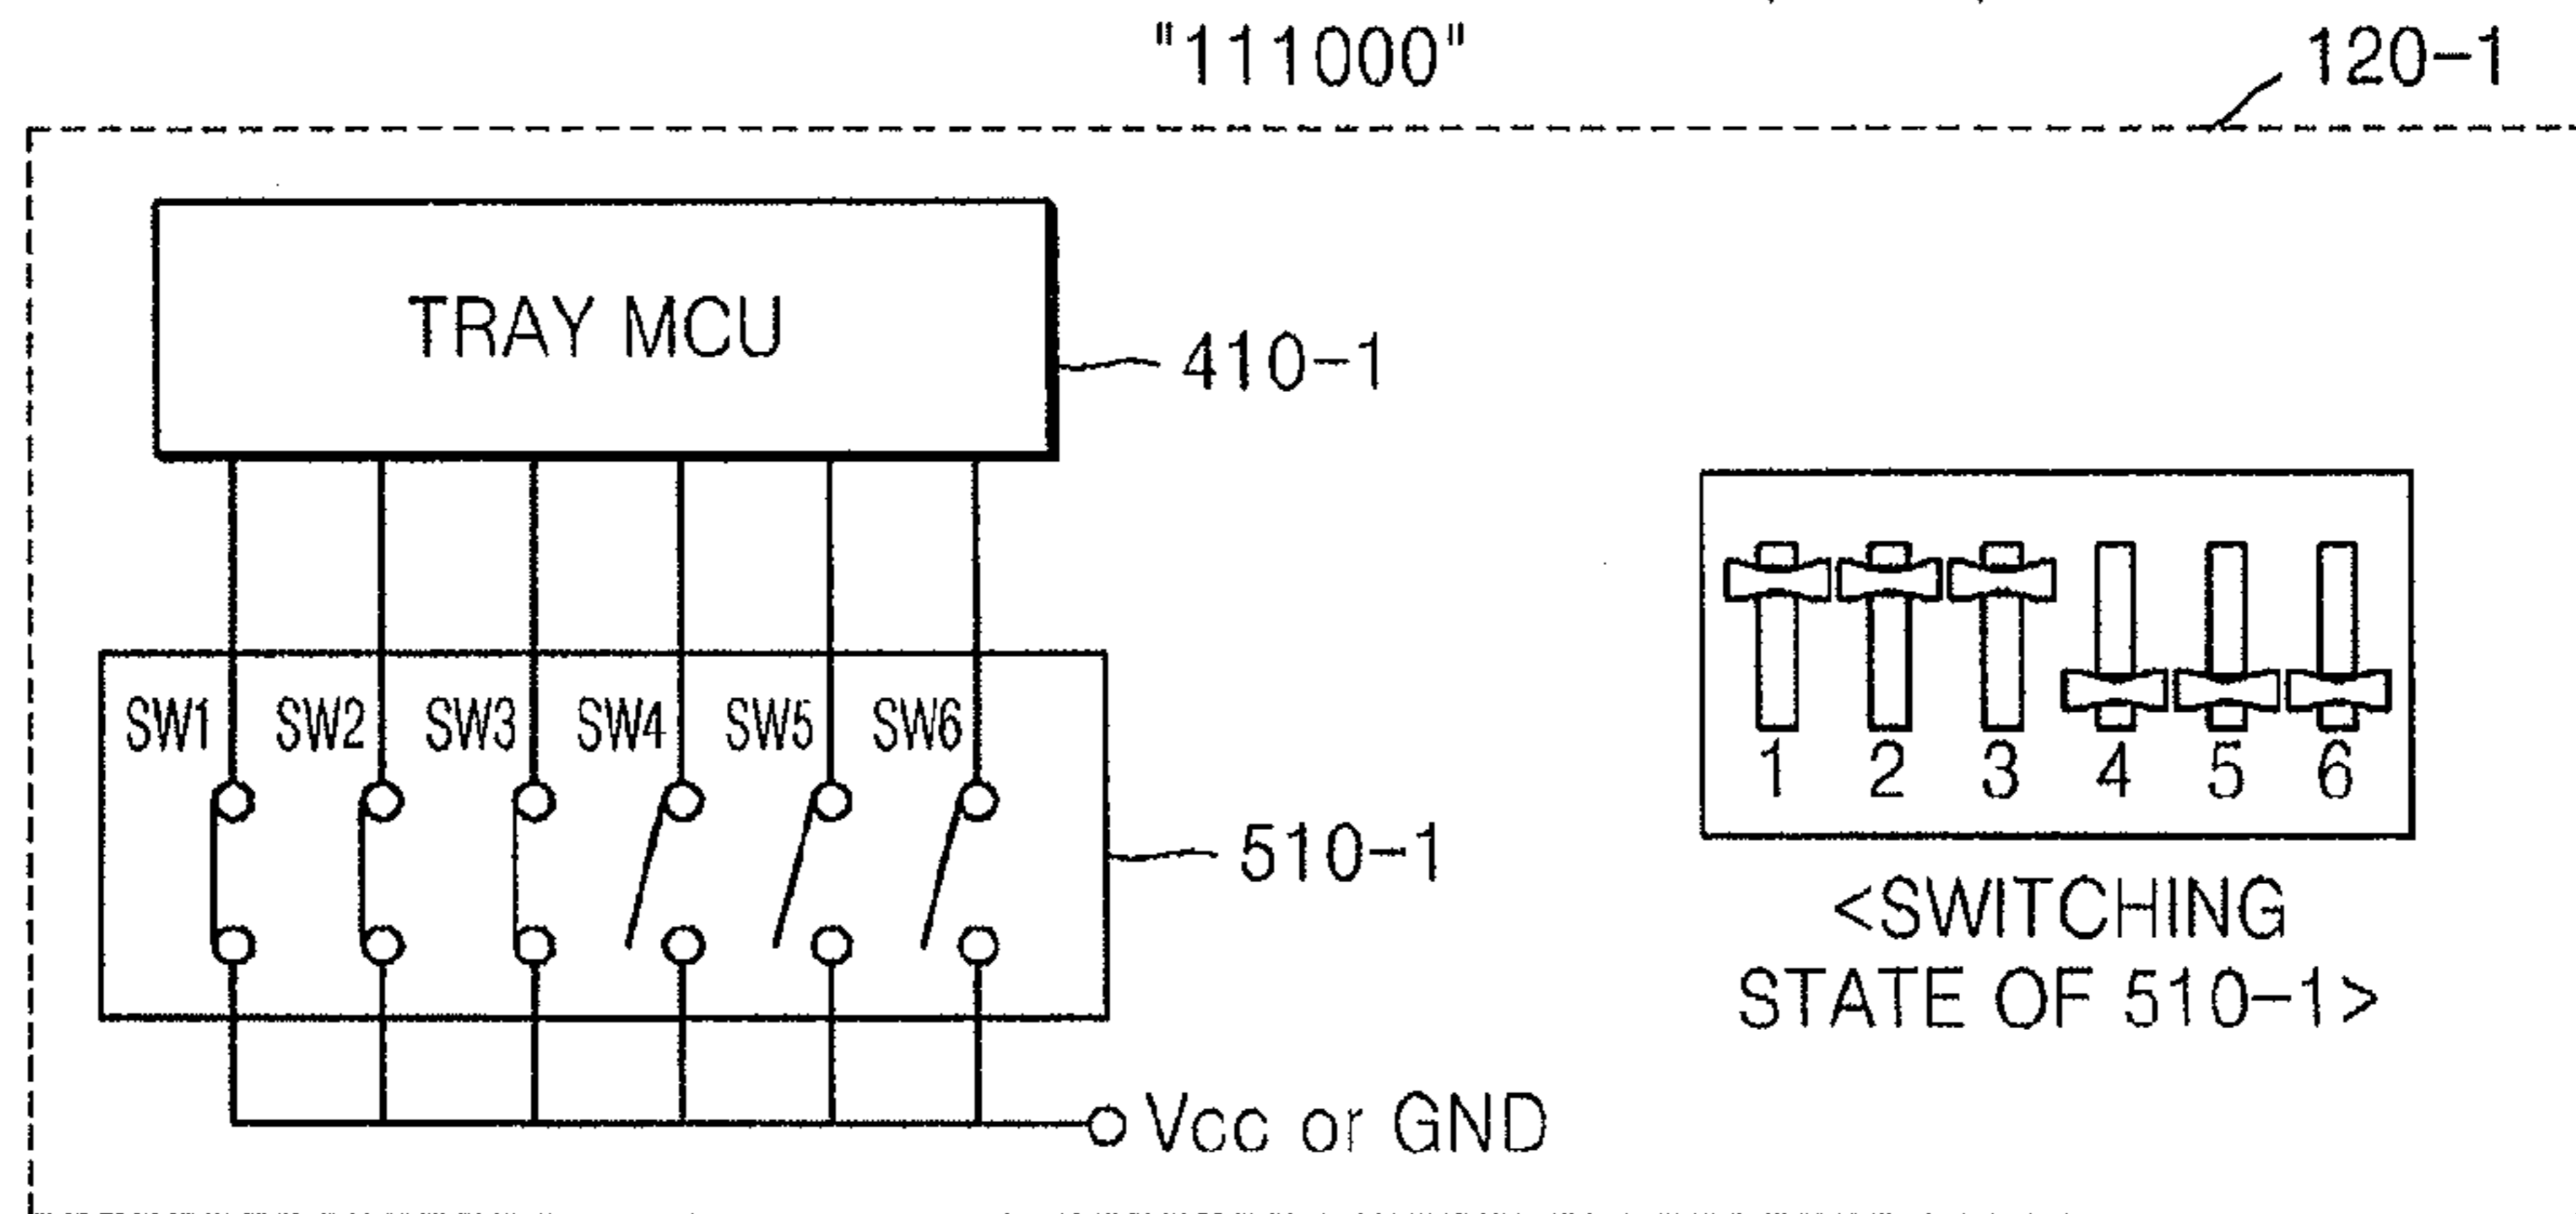 "111000"
120-1
TRAY MCU
410-1
SW1 SW2 SW3 SW4 SW5 SW6
1 2 3 4 5 6
510-1
<SWITCHING
STATE OF 510-1>
Vcc or GND